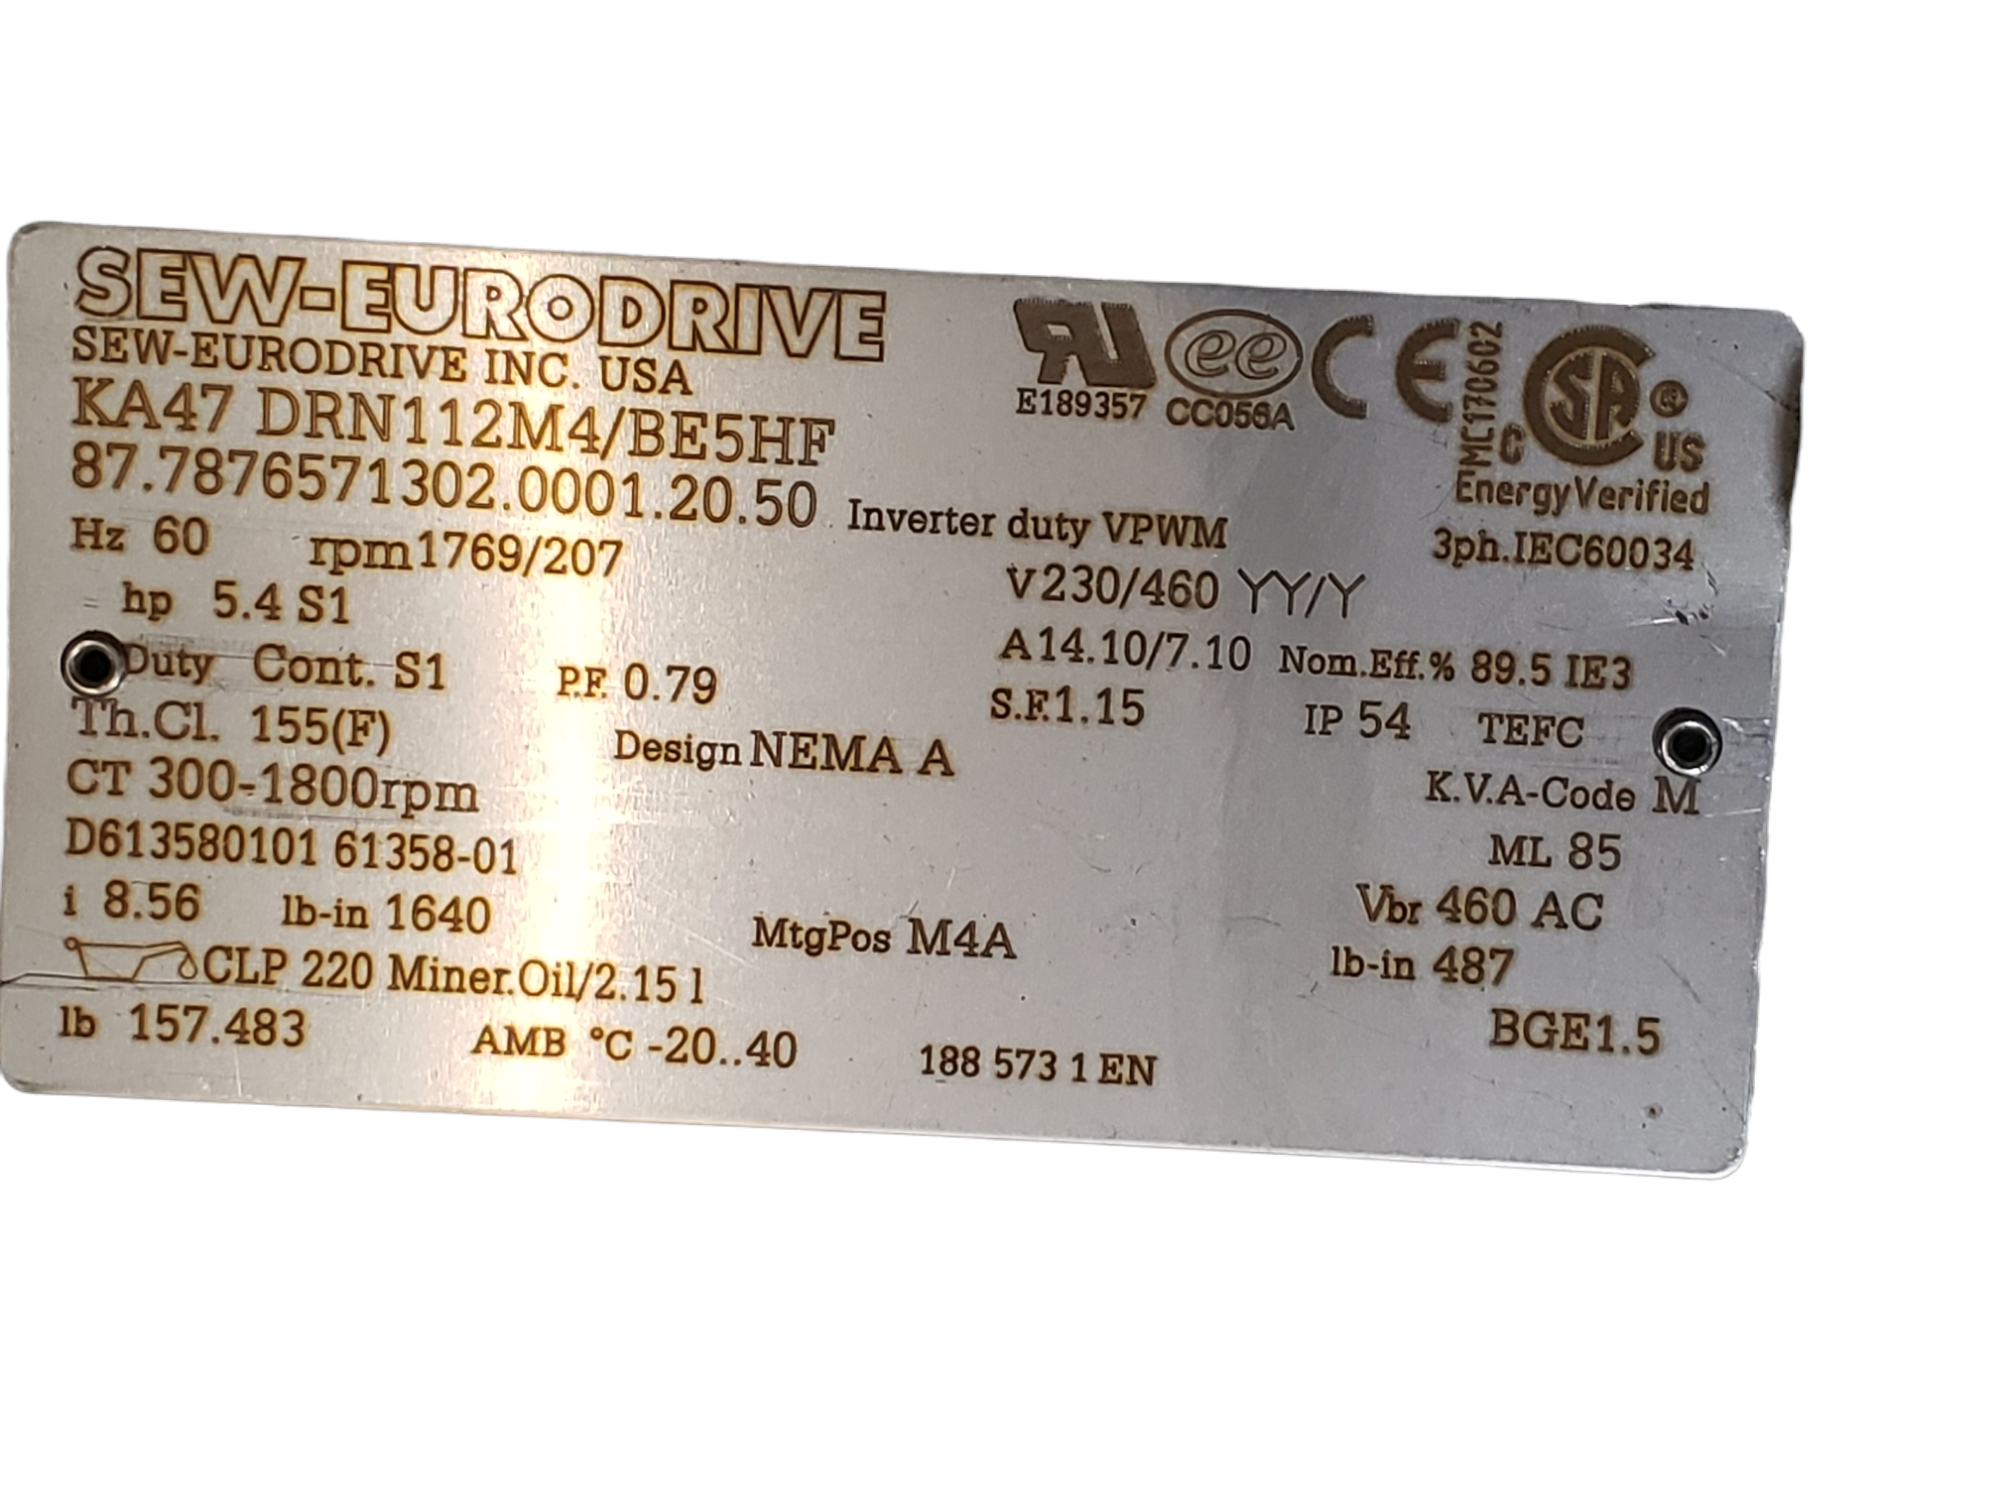 SEW-EURODRIVE
SEW-EURODRIVE INC. USA
KA47 DRN112M4/BE5HF
87.7876571302.0001.20.50 Inverter duty VPWM
E189357 CC056A CE EMC170602 CSA ® C US
EnergyVerified
Hz 60 rpm 1769/207 3ph.IEC60034
hp 5.4 S1 V 230/460 YY/Y
Duty Cont. S1 P.F. 0.79 A 14.10/7.10 Nom.Eff.% 89.5 IE3
Th.Cl. 155(F) S.F. 1.15 IP 54 TEFC
CT 300-1800rpm Design NEMA A K.V.A-Code M
D613580101 61358-01 ML 85
i 8.56 lb-in 1640 MtgPos M4A Vbr 460 AC
CLP 220 Miner.Oil/2.15 l lb-in 487
lb 157.483 AMB °C -20..40 188 573 1 EN BGE1.5